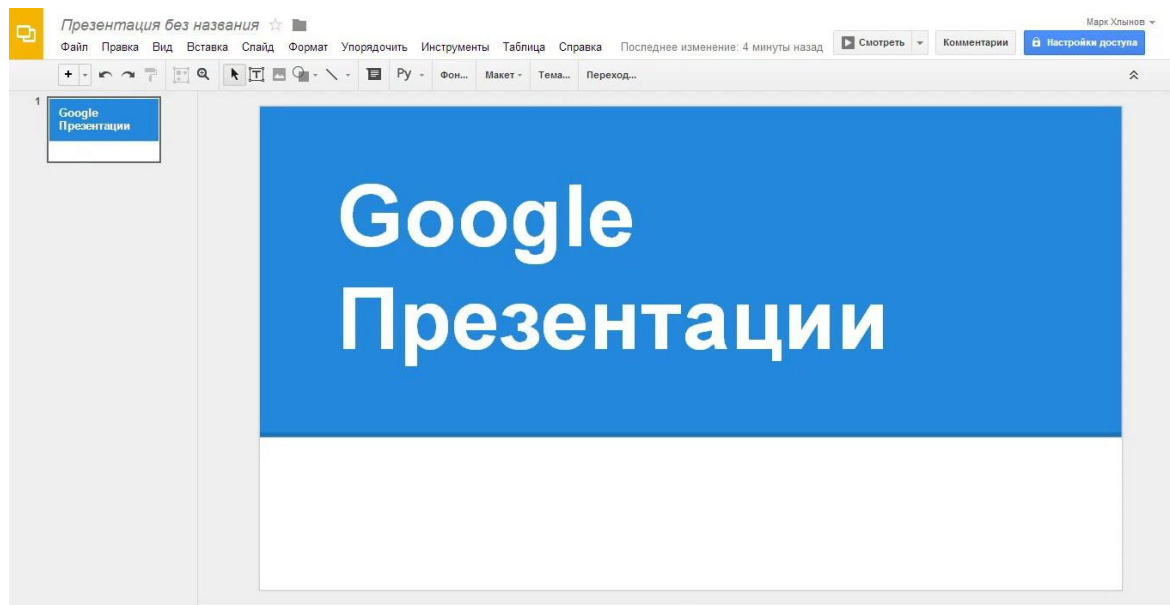 Презентация без названия
Марк Хлынов
Файл Правка Вид Вставка Слайд Формат Упорядочить Инструменты Таблица Справка Последнее изменение: 4 минуты назад Смотреть Комментарии Настройки доступа
Ру Фон... Макет Тема... Переход...
1
Google
Презентации
Google
Презентации